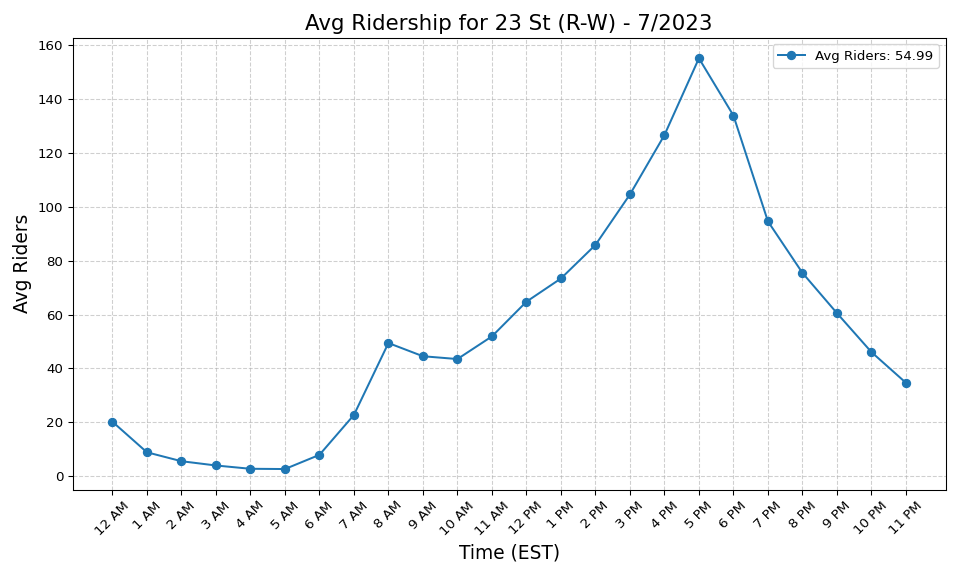 Avg Ridership for 23 St (R-W) - 7/2023
Avg Riders: 54.99
Avg Riders
160
140
120
100
80
60
40
20
0
12 AM
1 AM
2 AM
3 AM
4 AM
5 AM
6 AM
7 AM
8 AM
9 AM
10 AM
11 AM
12 PM
1 PM
2 PM
3 PM
4 PM
5 PM
6 PM
7 PM
8 PM
9 PM
10 PM
11 PM
Time (EST)